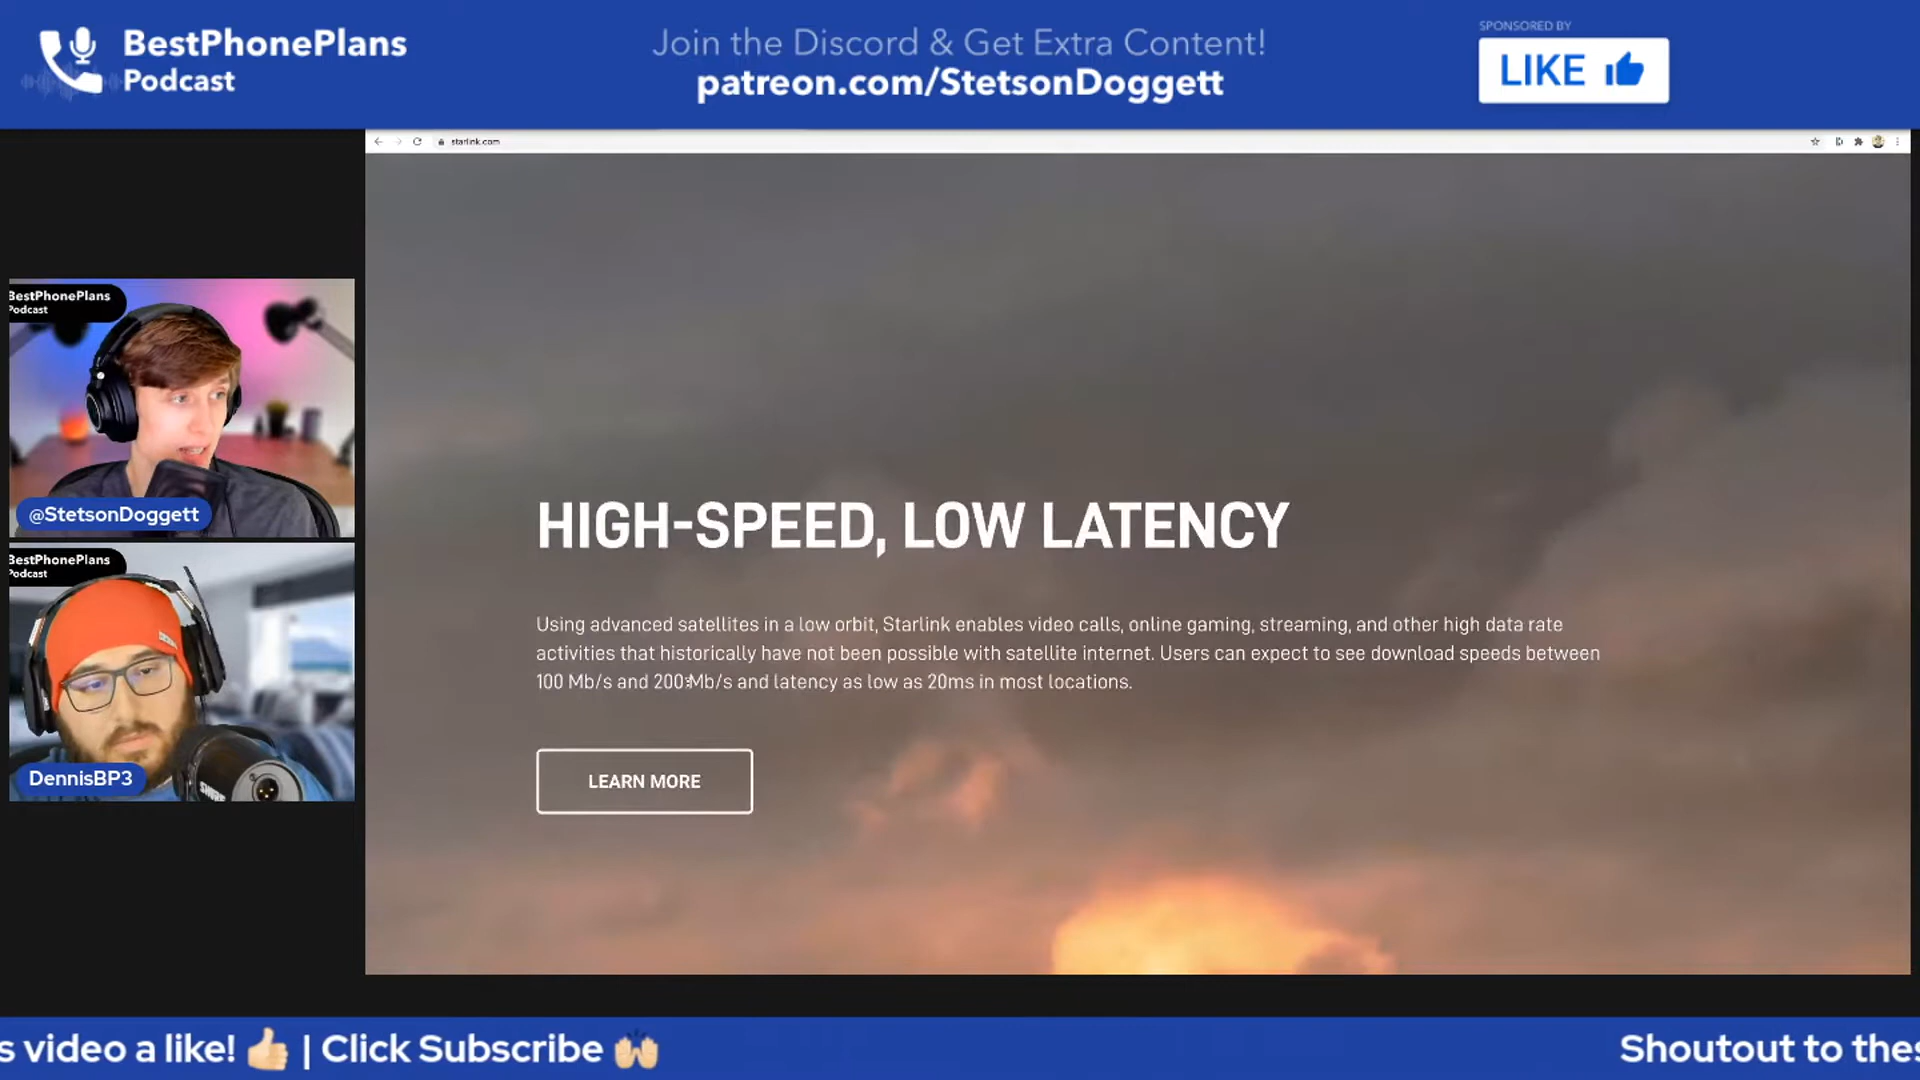 BestPhonePlans
Podcast
Join the Discord & Get Extra Content!
patreon.com/StetsonDoggett
SPONSORED BY
LIKE
starlink.com
BestPhonePlans
Podcast
@StetsonDoggett
BestPhonePlans
Podcast
SHURE
DennisBP3
HIGH-SPEED, LOW LATENCY
Using advanced satellites in a low orbit, Starlink enables video calls, online gaming, streaming, and other high data rate
activities that historically have not been possible with satellite internet. Users can expect to see download speeds between
100 Mb/s and 200 Mb/s and latency as low as 20ms in most locations.
LEARN MORE
s video a like! 👍🏼 | Click Subscribe 🙌🏼
Shoutout to thes